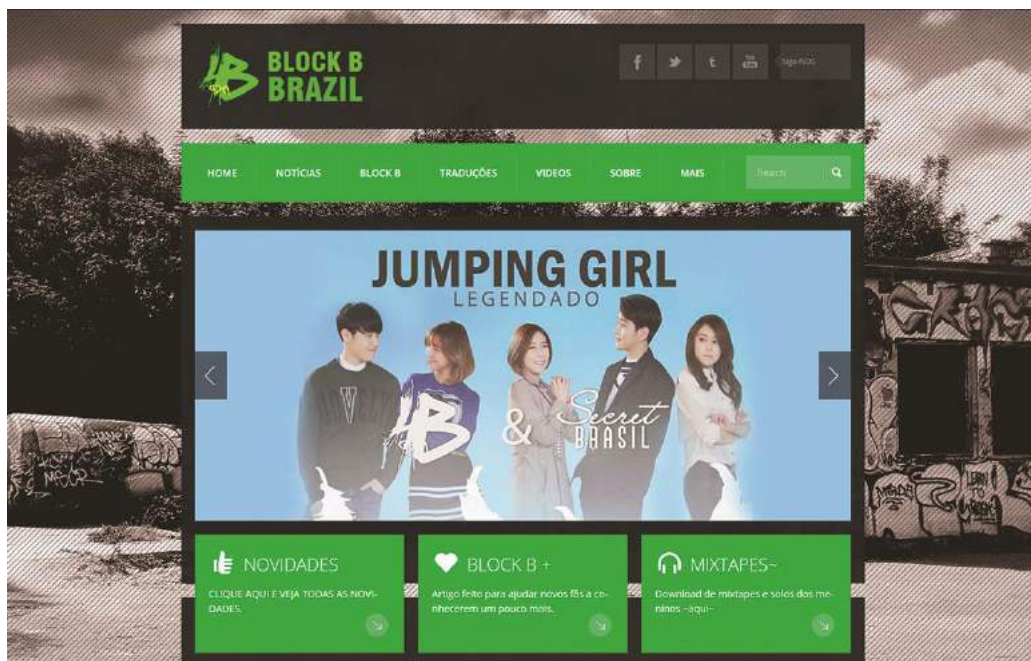 BLOCK B
BRAZIL
Siga NOS
HOME NOTÍCIAS BLOCK B TRADUÇÕES VIDEOS SOBRE MAIS Search
JUMPING GIRL
LEGENDADO
B & Secret
BRASIL
NOVIDADES
CLIQUE AQUI E VEJA TODAS AS NOVI-
DADES.
BLOCK B +
Artigo feito para ajudar novos fãs a co-
nhecerem um pouco mais.
MIXTAPES~
Download de mixtapes e solos dos me-
ninos ~aqui~